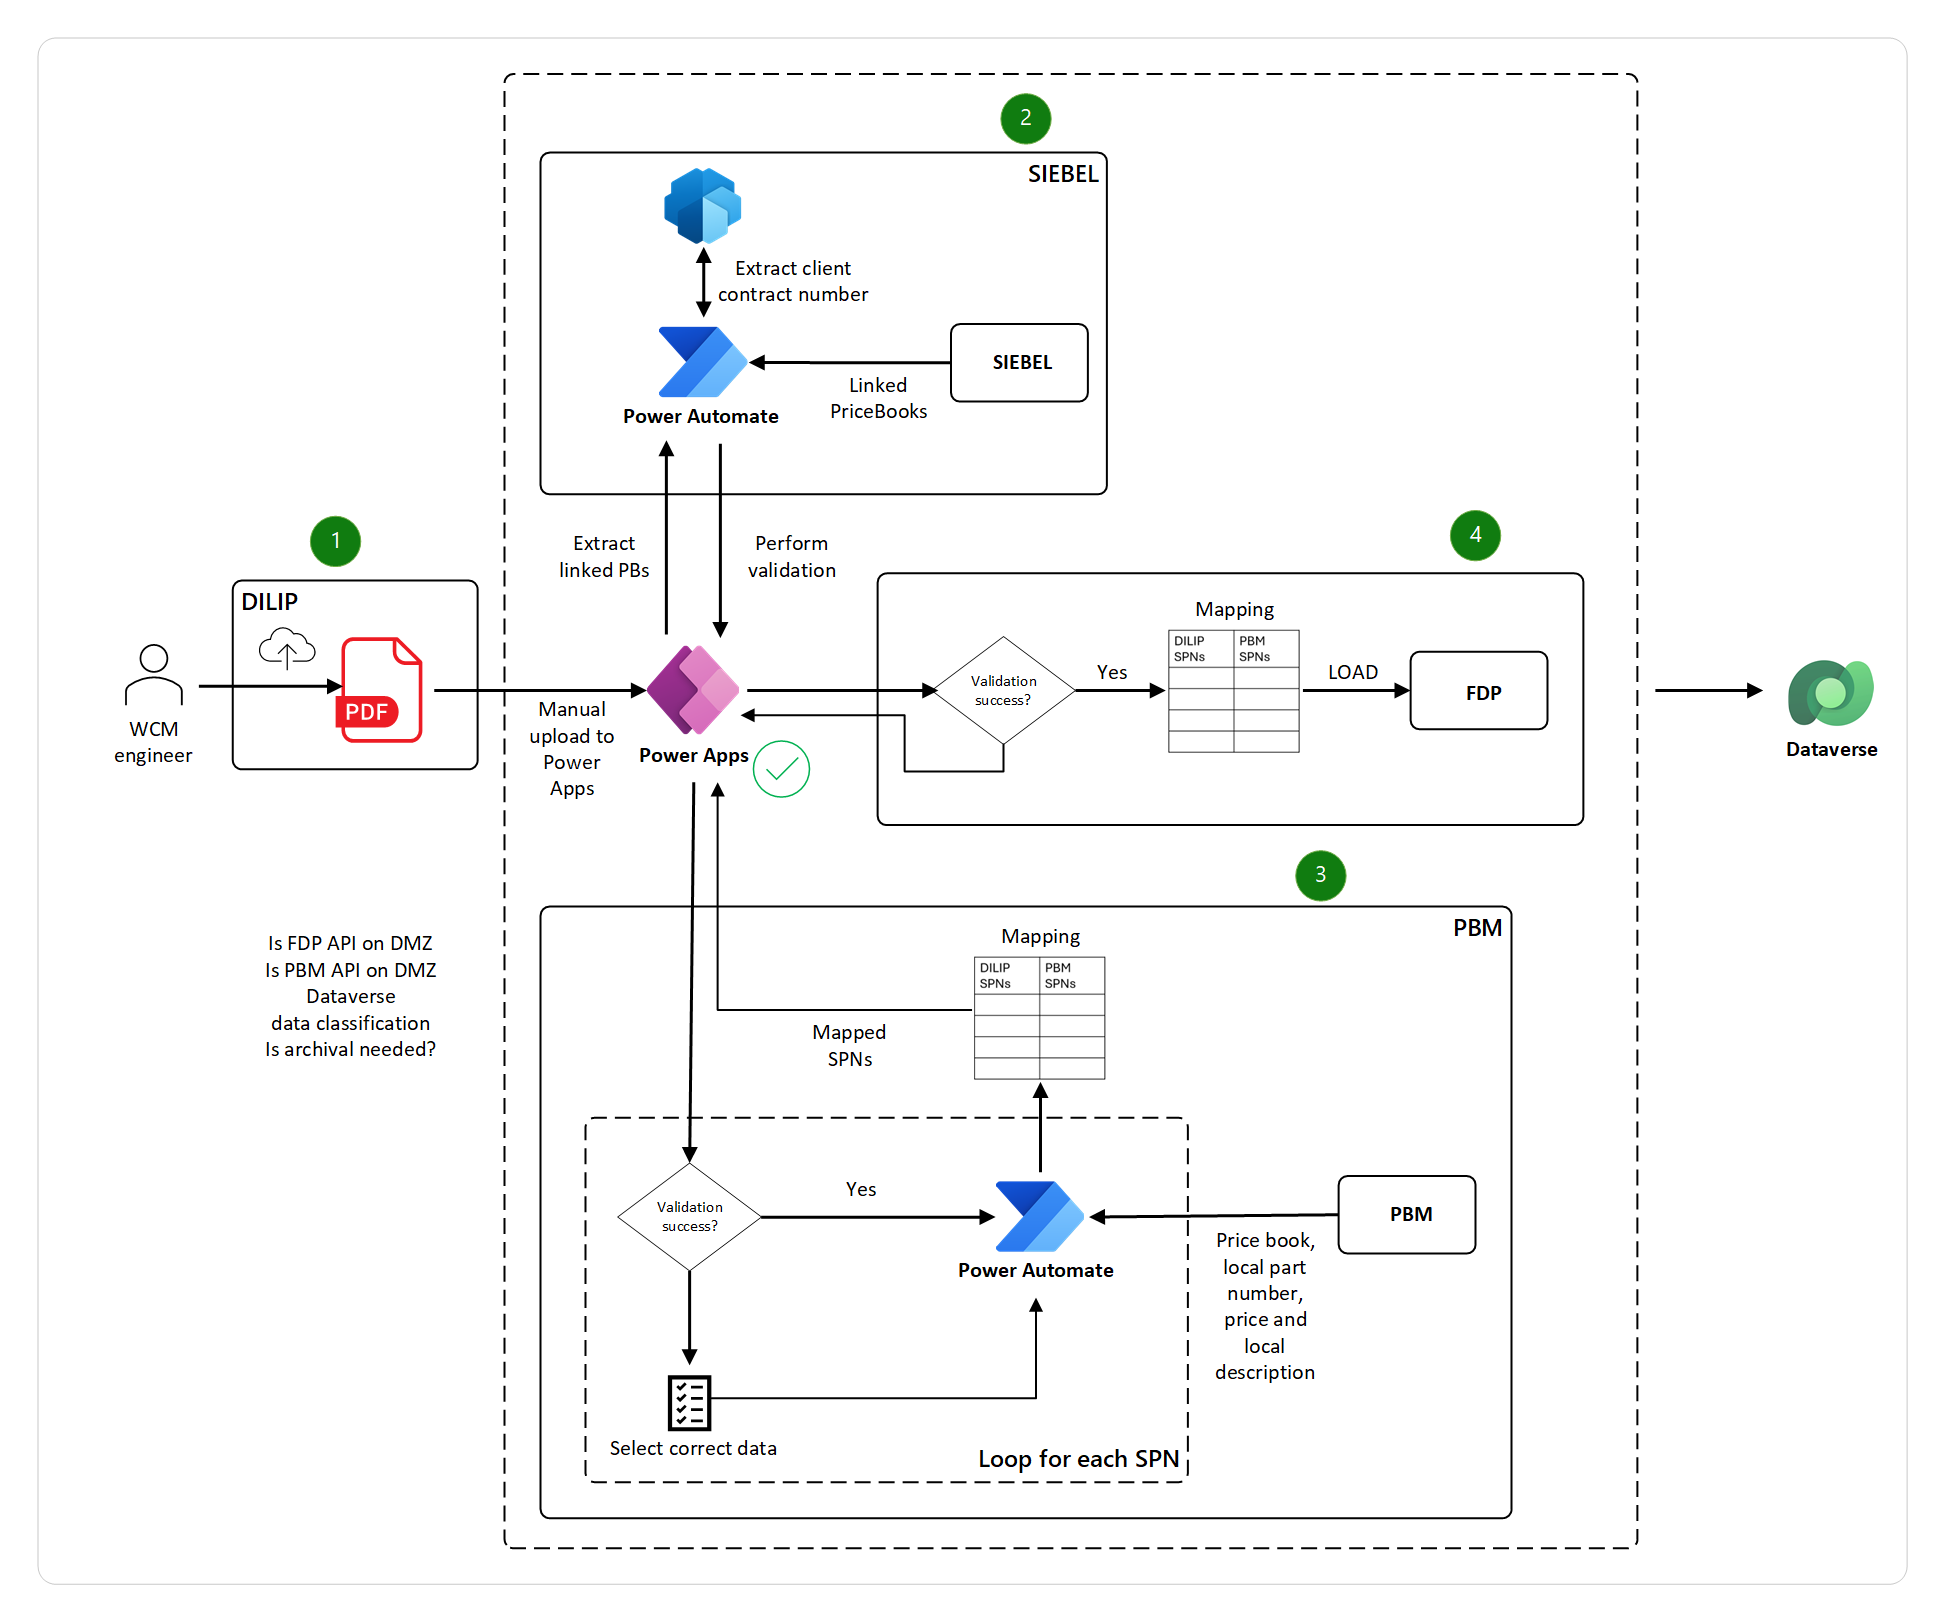 2
SIEBEL
Extract client
contract number
SIEBEL
Linked
PriceBooks
Power Automate
Extract
linked PBs
Perform
validation
1
DILIP
PDF
WCM
engineer
Manual
upload to
Power
Apps
Power Apps
4
Validation
success?
Yes
Mapping
DILIP
SPNs
PBM
SPNs
LOAD
FDP
Dataverse
3
PBM
Is FDP API on DMZ
Is PBM API on DMZ
Dataverse
data classification
Is archival needed?
Mapping
DILIP
SPNs
PBM
SPNs
Mapped
SPNs
Validation
success?
Yes
Power Automate
PBM
Price book,
local part
number,
price and
local
description
Select correct data
Loop for each SPN